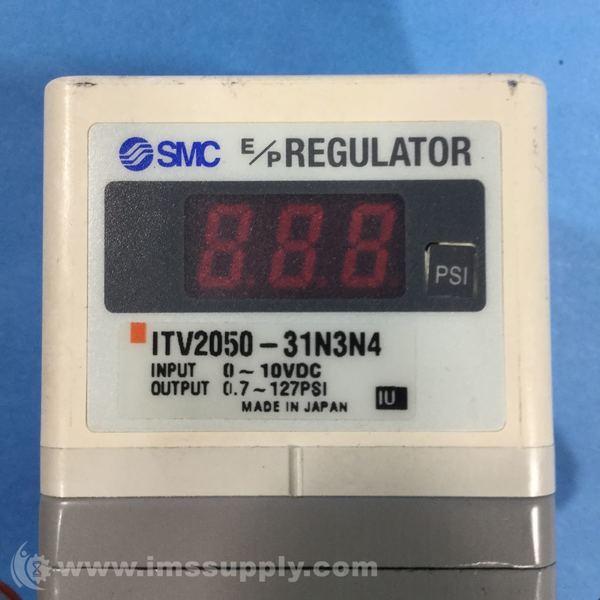 SMC E/P REGULATOR
8.8.8
PSI
ITV2050-31N3N4
INPUT 0~10VDC
OUTPUT 0.7~127PSI
MADE IN JAPAN
IU
www.imssupply.com